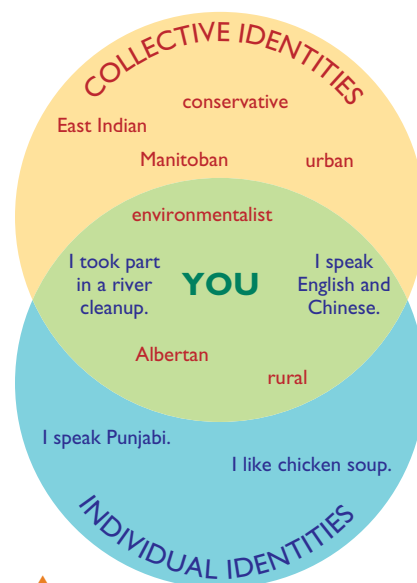 COLLECTIVE IDENTITIES
conservative
East Indian
Manitoban
urban
environmentalist
I took part
in a river
cleanup.
YOU
I speak
English and
Chinese.
Albertan
rural
I speak Punjabi.
I like chicken soup.
INDIVIDUAL IDENTITIES